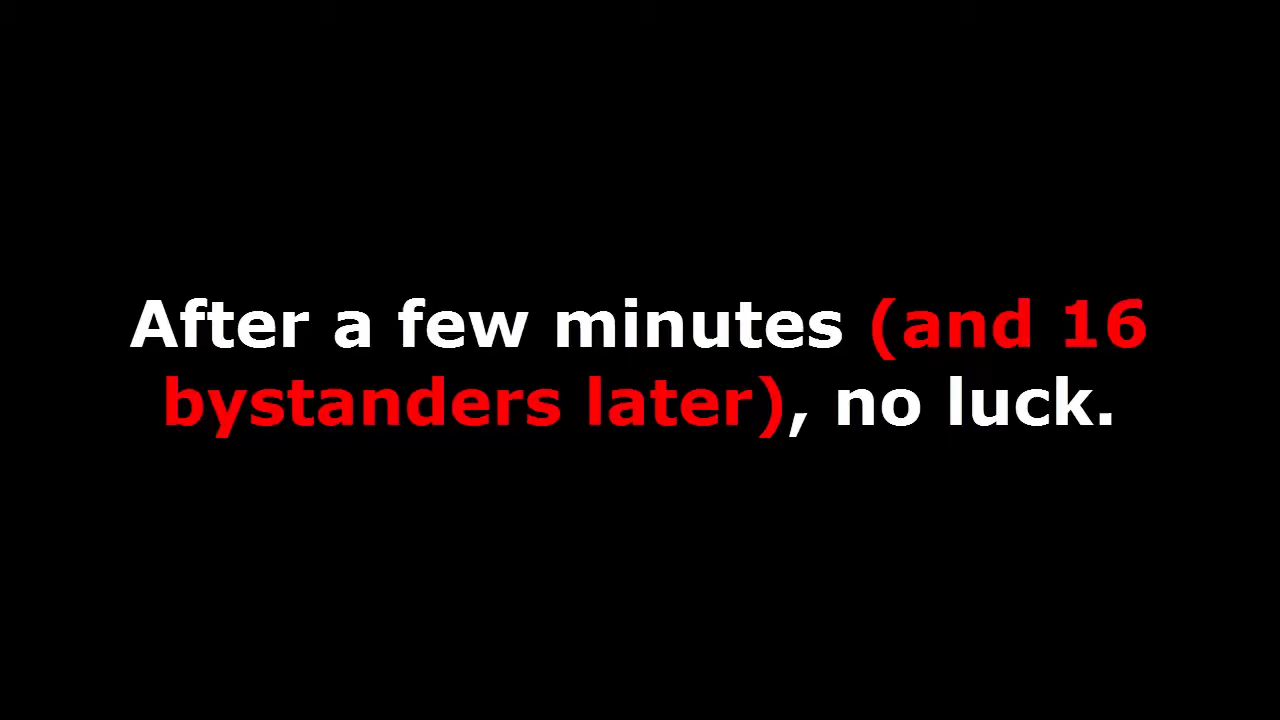 After a few minutes (and 16
bystanders later), no luck.